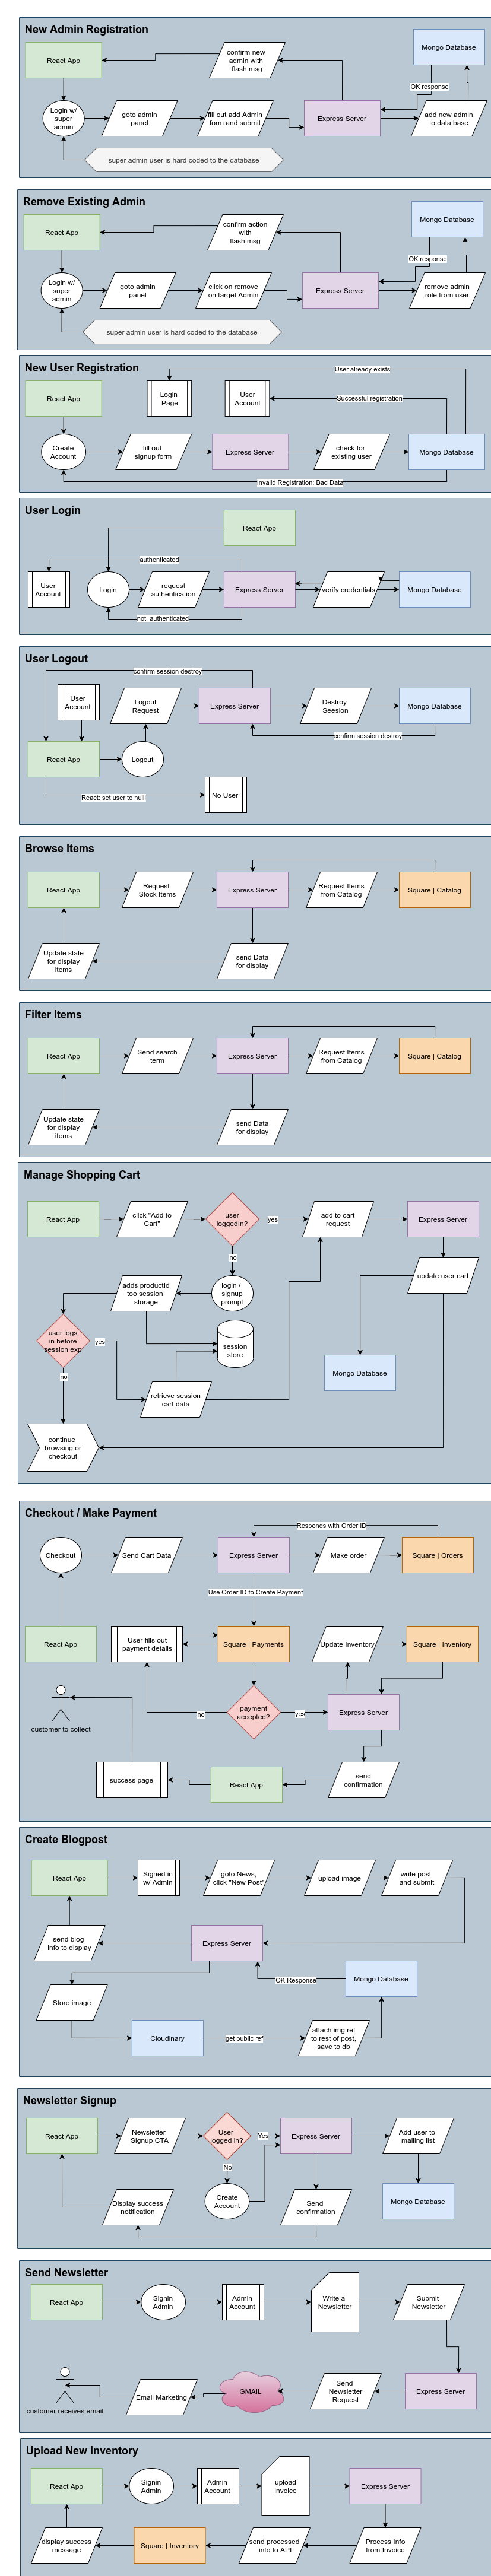 New Admin Registration
React App
confirm new
admin with
flash msg
Mongo Database
OK response
Login w/
super
admin
goto admin
panel
fill out add Admin
form and submit
Express Server
add new admin
to data base
super admin user is hard coded to the database
Remove Existing Admin
React App
confirm action
with
flash msg
Mongo Database
OK response
Login w/
super
admin
goto admin
panel
click on remove
on target Admin
Express Server
remove admin
role from user
super admin user is hard coded to the database
New User Registration
User already exists
React App
Login
Page
User
Account
Successful registration
Create
Account
fill out
signup form
Express Server
check for
existing user
Mongo Database
Invalid Registration: Bad Data
User Login
React App
authenticated
User
Account
Login
request
authentication
Express Server
verify credentials
Mongo Database
not authenticated
User Logout
confirm session destroy
User
Account
Logout
Request
Express Server
Destroy
Seesion
Mongo Database
confirm session destroy
React App
Logout
React: set user to nulll
No User
Browse Items
React App
Request
Stock Items
Express Server
Request Items
from Catalog
Square | Catalog
Update state
for display
items
send Data
for display
Filter Items
React App
Send search
term
Express Server
Request Items
from Catalog
Square | Catalog
Update state
for display
items
send Data
for display
Manage Shopping Cart
React App
click "Add to
Cart"
user
loggedIn?
yes
add to cart
request
Express Server
no
update user cart
adds productId
too session
storage
login /
signup
prompt
user logs
in before
session exp
yes
session
store
Mongo Database
no
retrieve session
cart data
continue
browsing or
checkout
Checkout / Make Payment
Responds with Order ID
Checkout
Send Cart Data
Express Server
Make order
Square | Orders
Use Order ID to Create Payment
React App
User fills out
payment details
Square | Payments
Update Inventory
Square | Inventory
no
payment
accepted?
yes
Express Server
customer to collect
success page
React App
send
confirmation
Create Blogpost
React App
Signed in
w/ Admin
goto News,
click "New Post"
upload image
write post
and submit
send blog
info to display
Express Server
OK Response
Mongo Database
Store image
Cloudinary
get public ref
attach img ref
to rest of post,
save to db
Newsletter Signup
React App
Newsletter
Signup CTA
User
logged in?
Yes
Express Server
Add user to
mailing list
No
Create
Account
Display success
notification
Send
confirmation
Mongo Database
Send Newsletter
React App
Signin
Admin
Admin
Account
Write a
Newsletter
Submit
Newsletter
customer receives email
Email Marketing
GMAIL
Send
Newsletter
Request
Express Server
Upload New Inventory
React App
Signin
Admin
Admin
Account
upload
invoice
Express Server
display success
message
Square | Inventory
send processed
info to API
Process Info
from Invoice